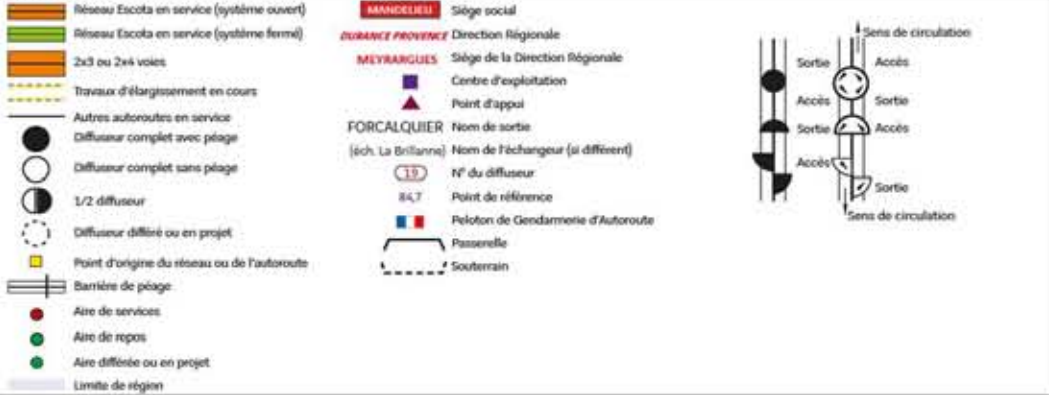 Réseau Escota en service (système ouvert)
Réseau Escota en service (système fermé)
2x3 ou 2x4 voies
Travaux d'élargissement en cours
Autres autoroutes en service
Diffuseur complet avec péage
Diffuseur complet sans péage
1/2 diffuseur
Diffuseur différé ou en projet
Point d'origine du réseau ou de l'autoroute
Barrière de péage
Aire de services
Aire de repos
Aire différée ou en projet
Limite de région
MANDELIEU Siège social
DURANCE PROVENCE Direction Régionale
MEYRARGUES Siège de la Direction Régionale
Centre d'exploitation
Point d'appui
FORCALQUIER Nom de sortie
(éch. La Brillanne) Nom de l'échangeur (si différent)
19 N° du diffuseur
84,7 Point de référence
Peloton de Gendarmerie d'Autoroute
Passerelle
Souterrain
Sens de circulation
Sortie Accès
Accès Sortie
Sortie Accès
Accès
Sortie
Sens de circulation